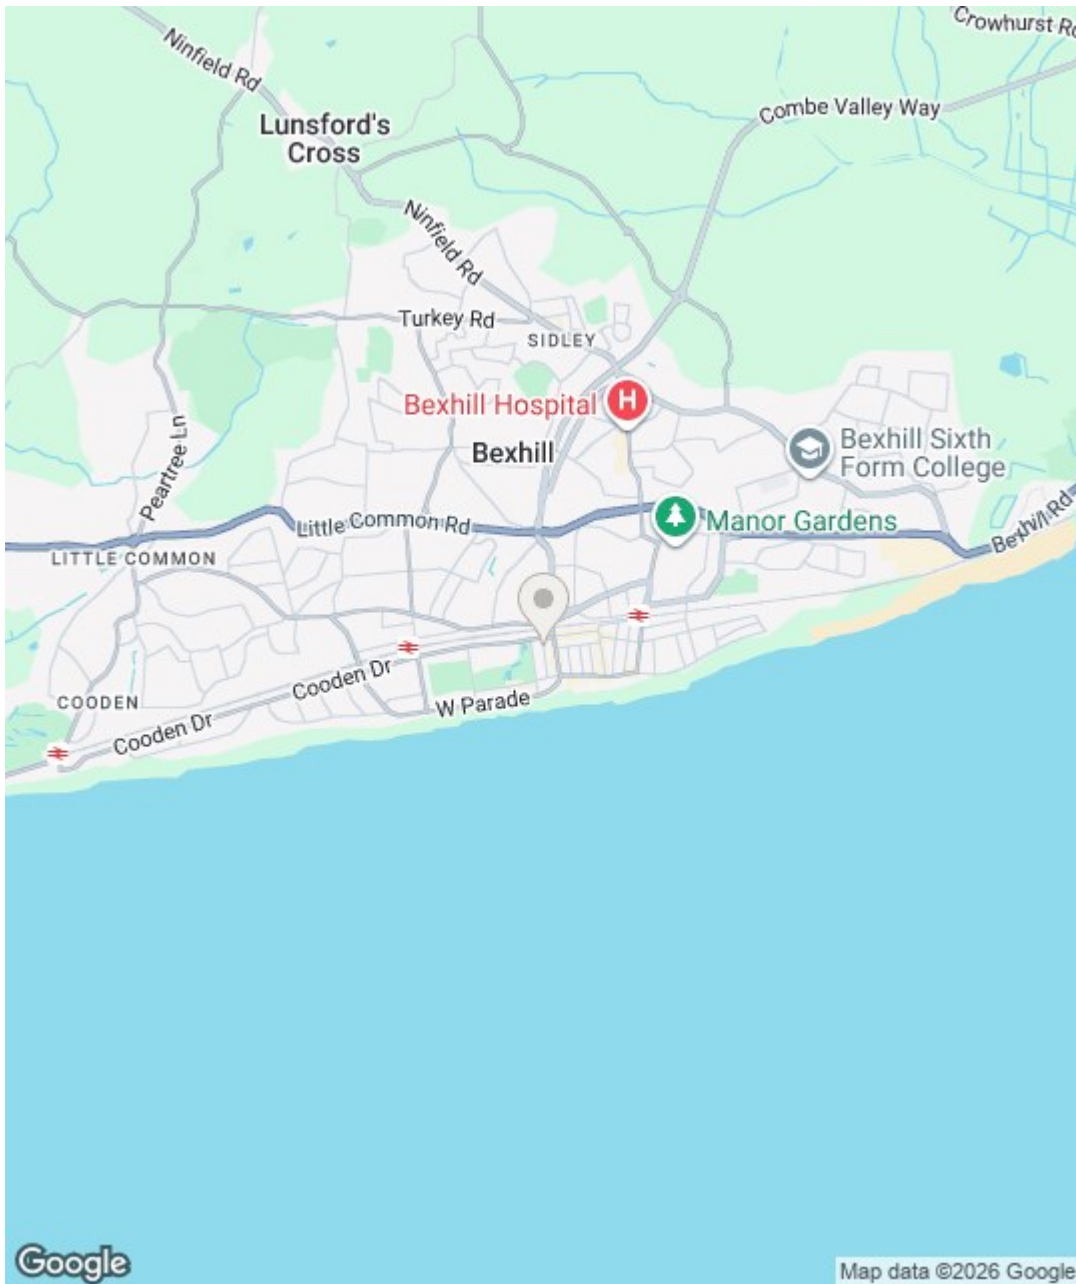 Crowhurst Rd
Ninfield Rd
Combe Valley Way
Lunsford's
Cross
Ninfield Rd
Turkey Rd
SIDLEY
Bexhill Hospital
H
Bexhill
Bexhill Sixth
Form College
Peartree Ln
Little Common Rd
Manor Gardens
Bexhill Rd
LITTLE COMMON
Cooden Dr
W Parade
COODEN
Cooden Dr
Google
Map data ©2026 Google